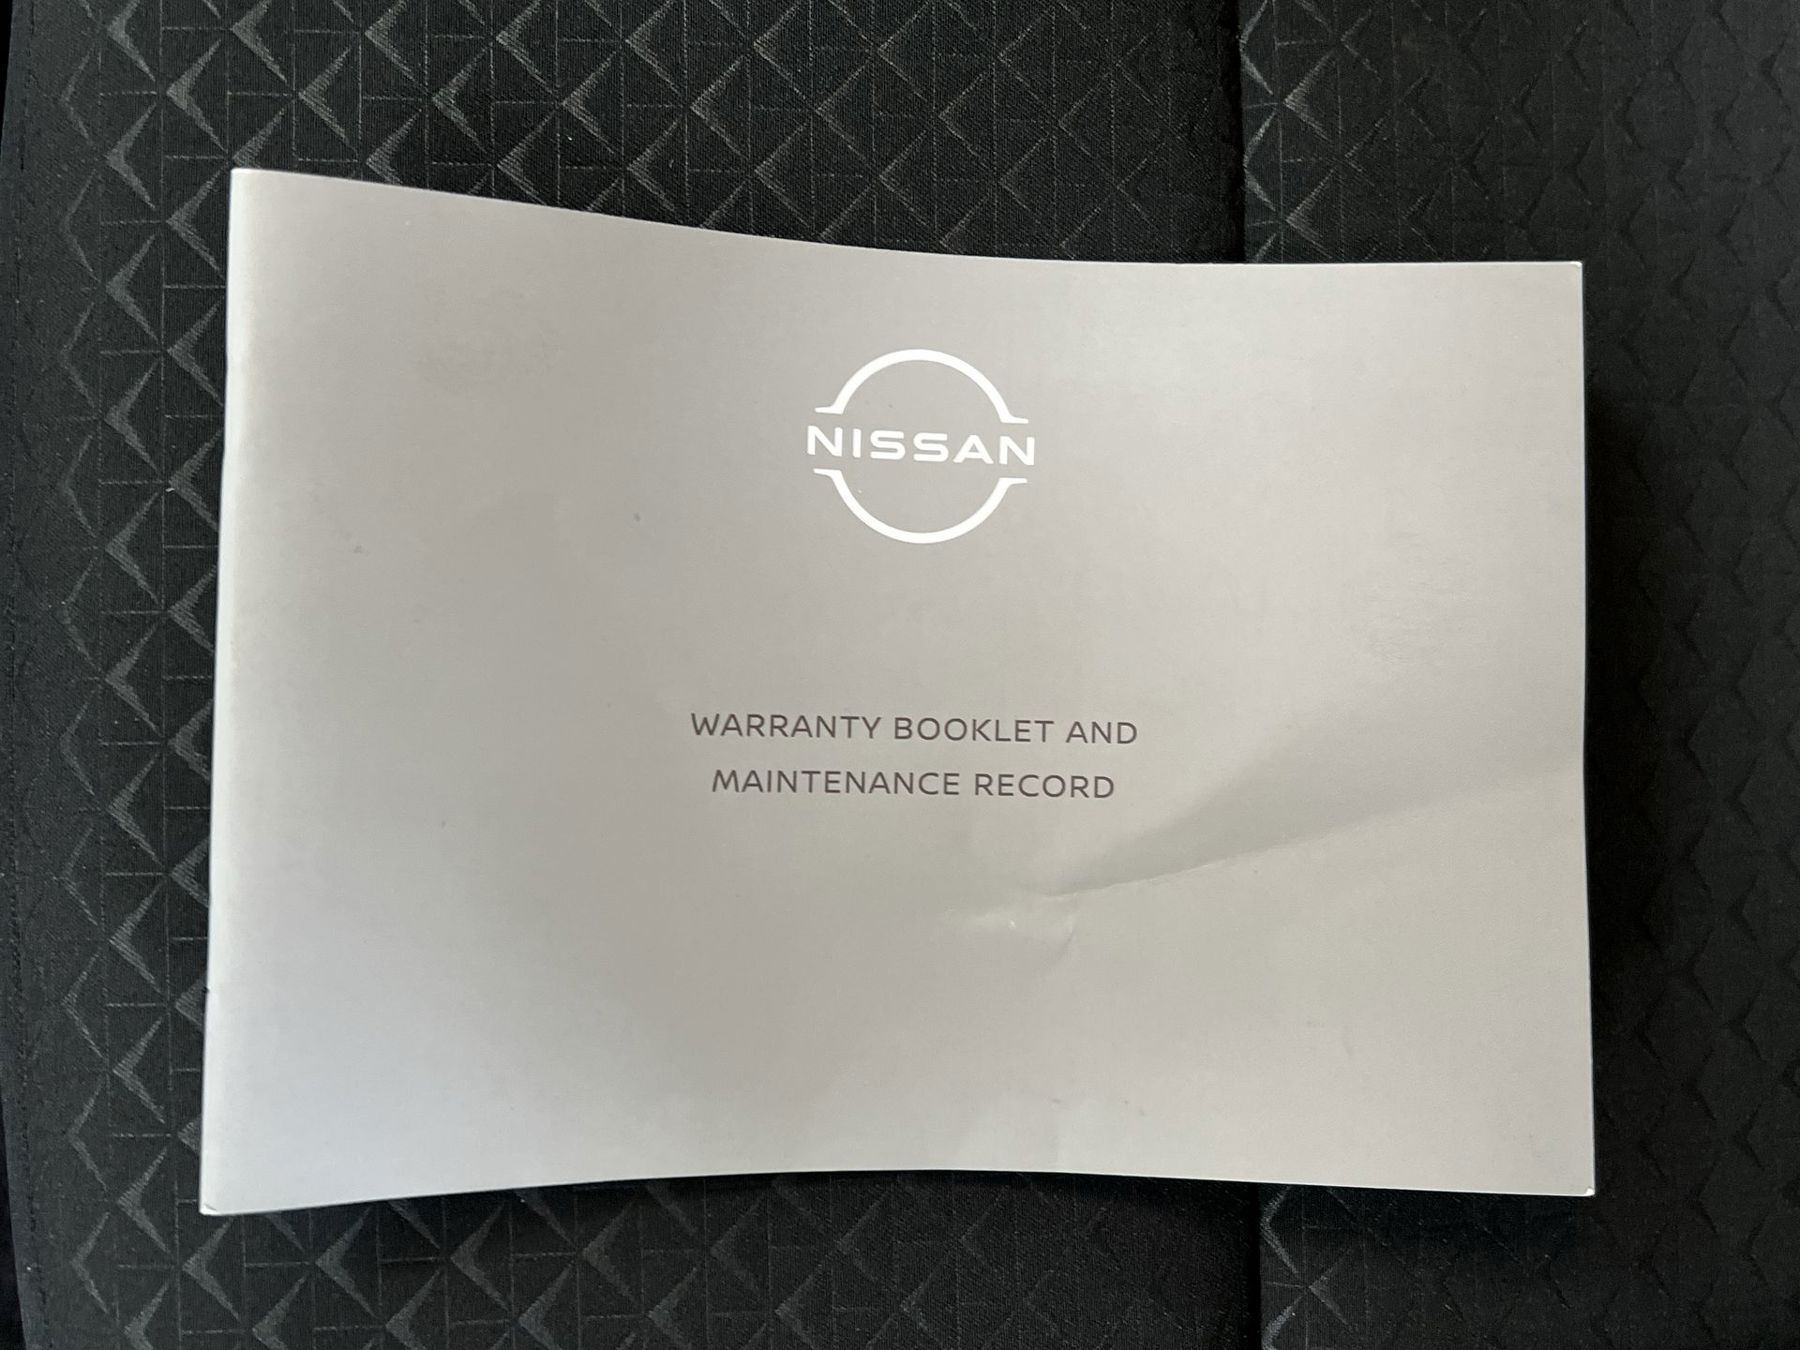 NISSAN
WARRANTY BOOKLET AND
MAINTENANCE RECORD